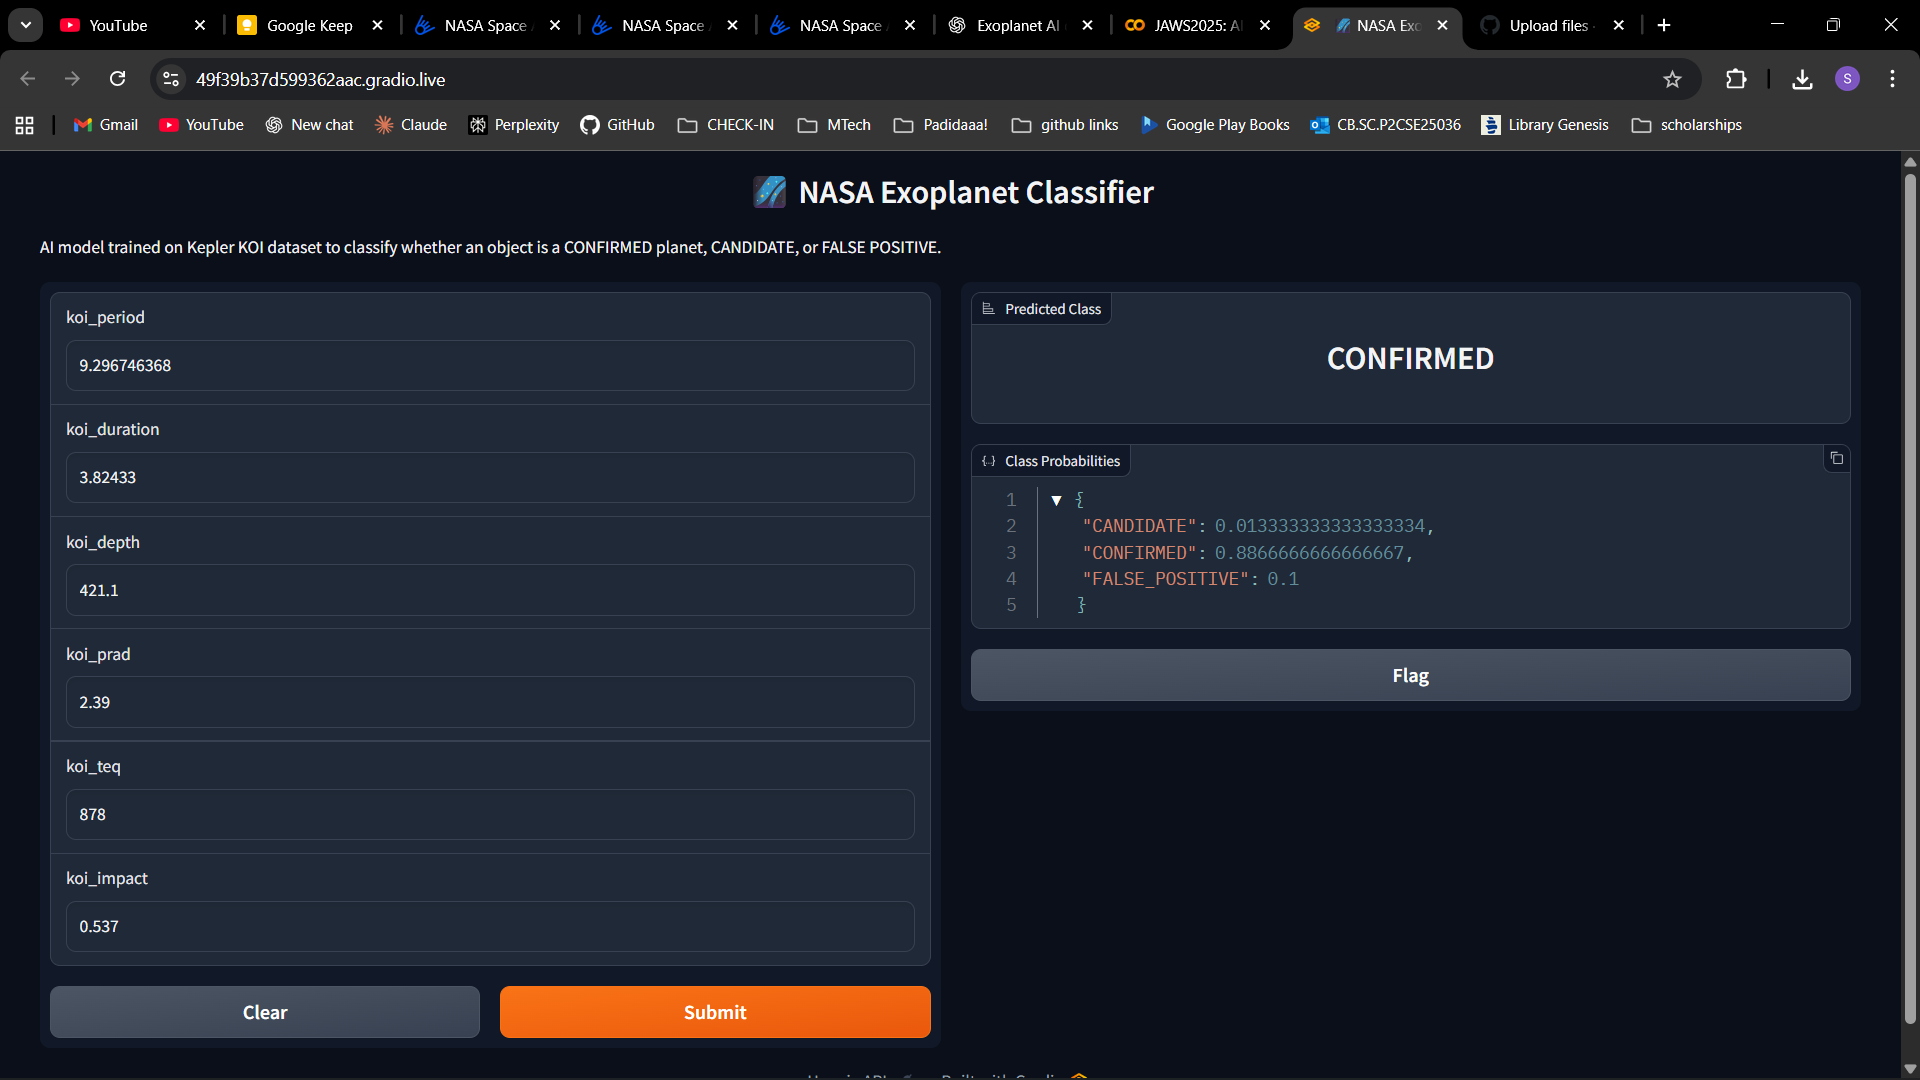 YouTube
Google Keep
NASA Space
NASA Space
NASA Space
Exoplanet AI
JAWS2025: AI
NASA Exo
Upload files
49f39b37d599362aac.gradio.live
S
Gmail
YouTube
New chat
Claude
Perplexity
GitHub
CHECK-IN
MTech
Padidaaa!
github links
Google Play Books
CB.SC.P2CSE25036
Library Genesis
scholarships
NASA Exoplanet Classifier
AI model trained on Kepler KOI dataset to classify whether an object is a CONFIRMED planet, CANDIDATE, or FALSE POSITIVE.
koi_period
9.296746368
koi_duration
3.82433
koi_depth
421.1
koi_prad
2.39
koi_teq
878
koi_impact
0.537
Clear
Submit
Predicted Class
CONFIRMED
Class Probabilities
1 {
2 "CANDIDATE": 0.013333333333333334,
3 "CONFIRMED": 0.8866666666666667,
4 "FALSE_POSITIVE": 0.1
5 }
Flag